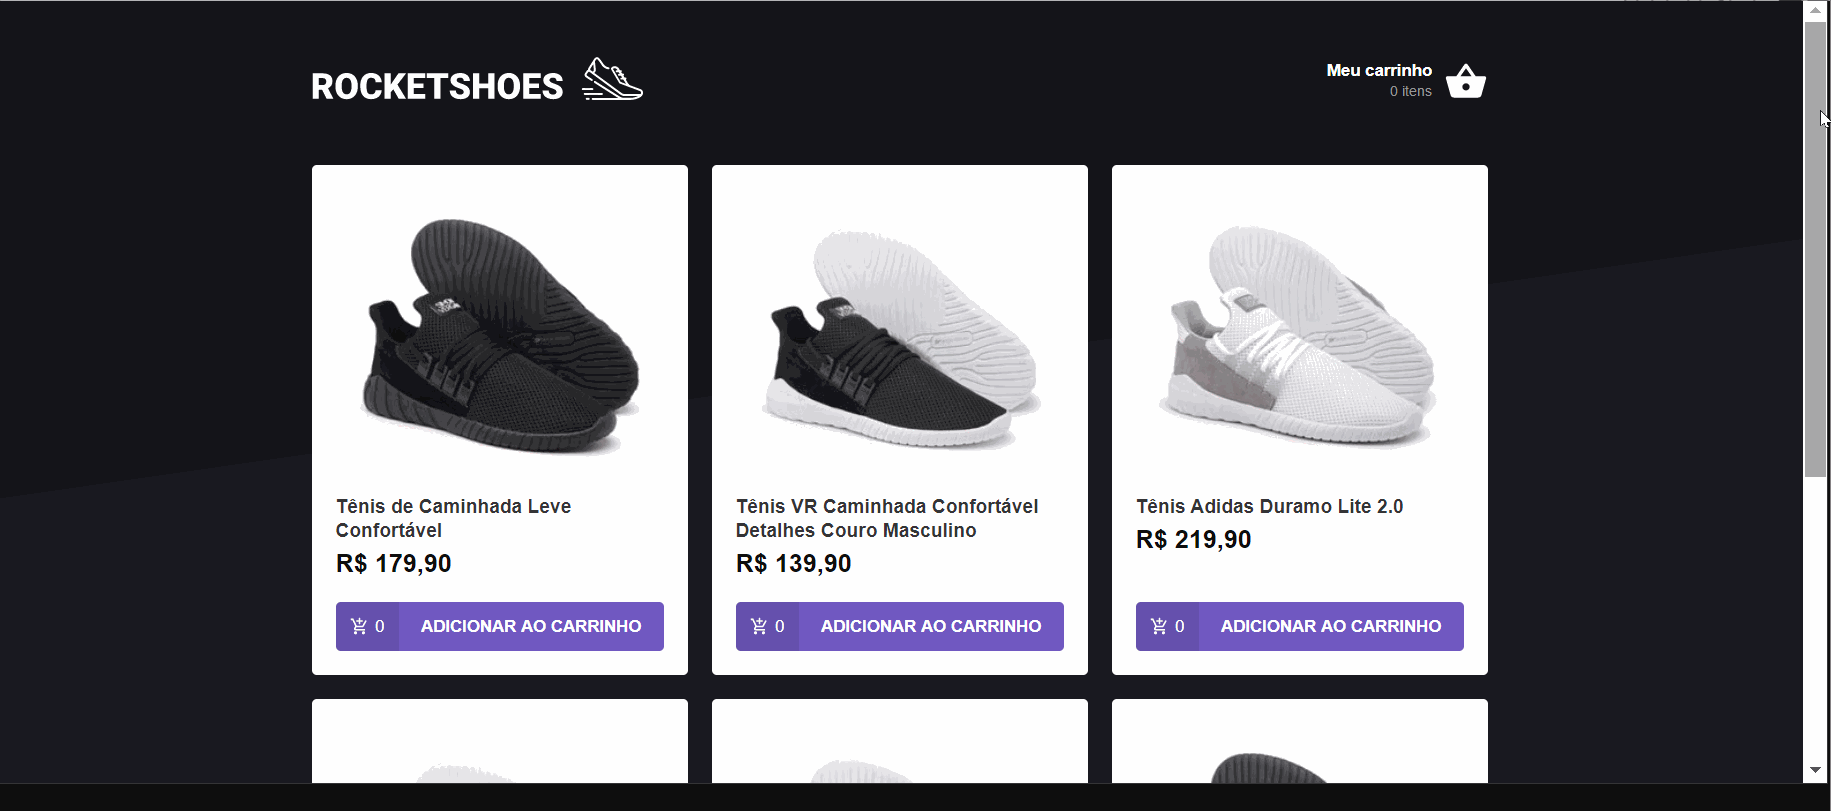 ROCKETSHOES
Meu carrinho
0 itens
Tênis de Caminhada Leve
Confortável
R$ 179,90
0 ADICIONAR AO CARRINHO
Tênis VR Caminhada Confortável
Detalhes Couro Masculino
R$ 139,90
0 ADICIONAR AO CARRINHO
Tênis Adidas Duramo Lite 2.0
R$ 219,90
0 ADICIONAR AO CARRINHO